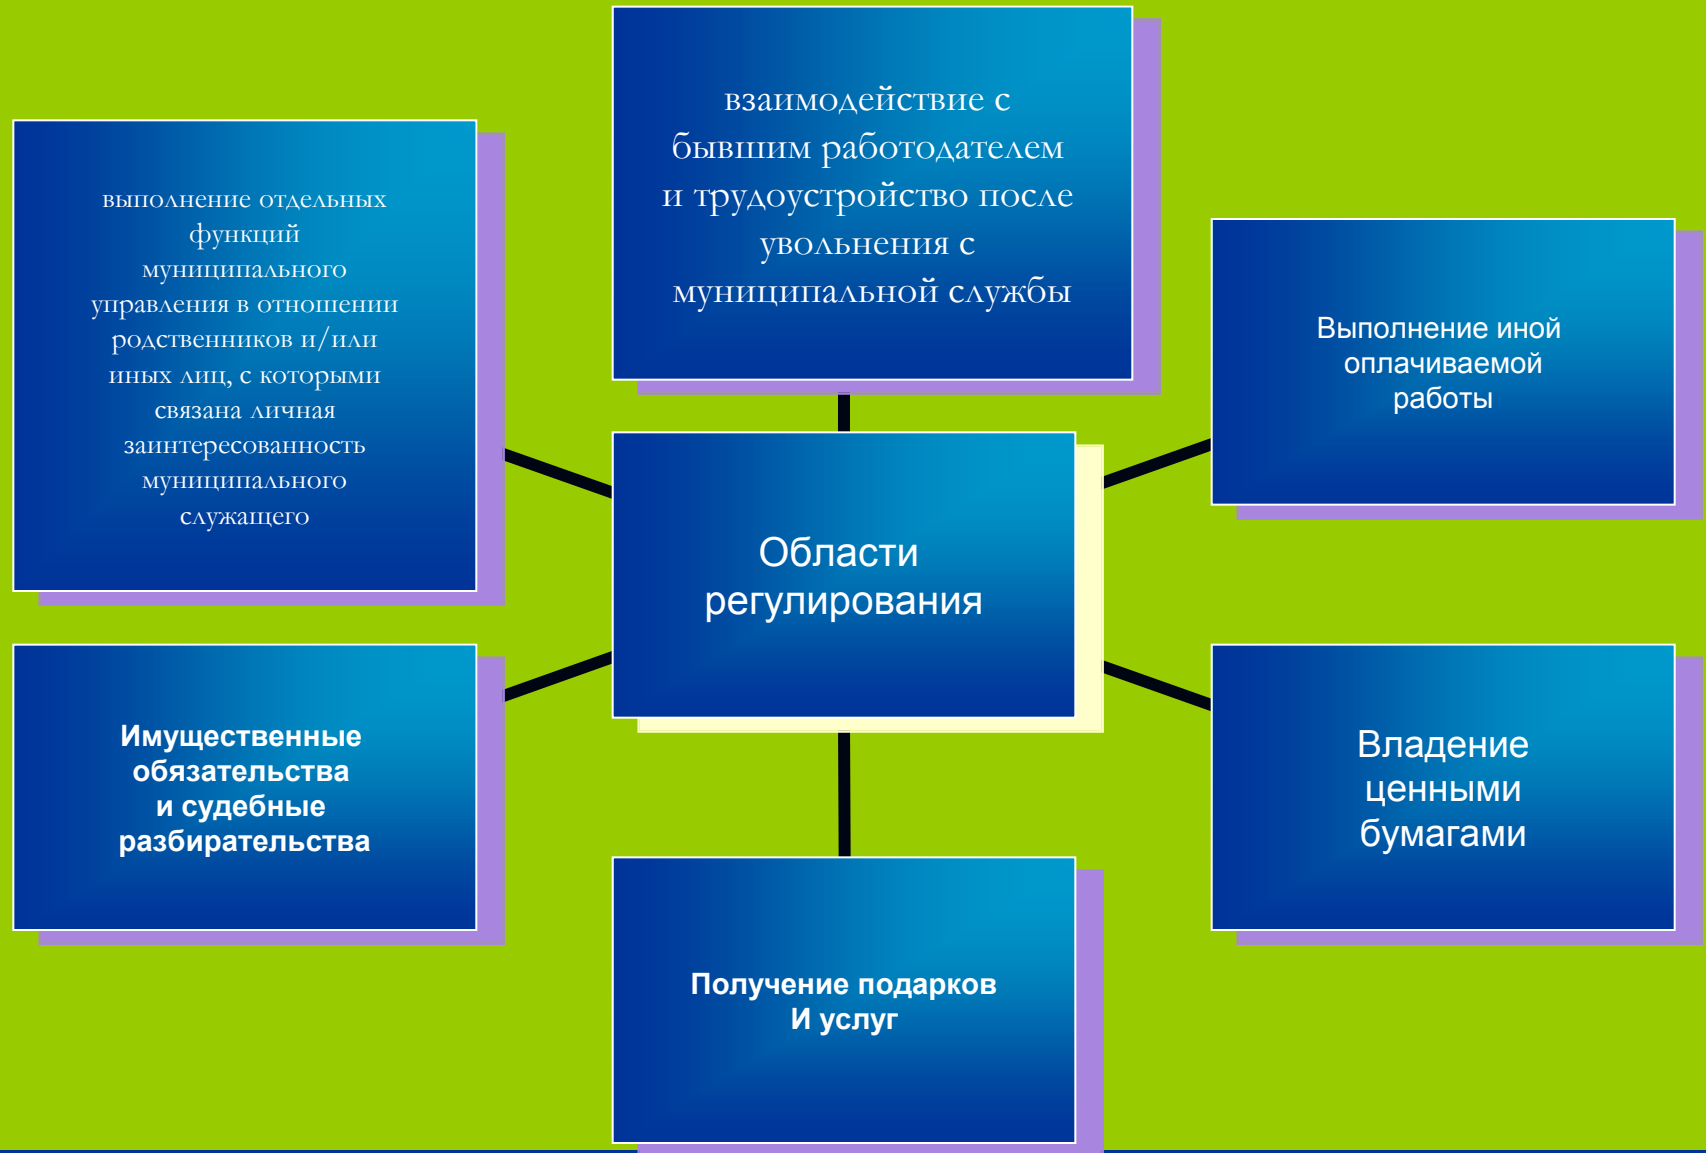 взаимодействие с
бывшим работодателем
и трудоустройство после
увольнения с
муниципальной службы
выполнение отдельных
функций
муниципального
управления в отношении
родственников и/или
иных лиц, с которыми
связана личная
заинтересованность
муниципального
служащего
Выполнение иной
оплачиваемой
работы
Области
регулирования
Имущественные
обязательства
и судебные
разбирательства
Владение
ценными
бумагами
Получение подарков
И услуг